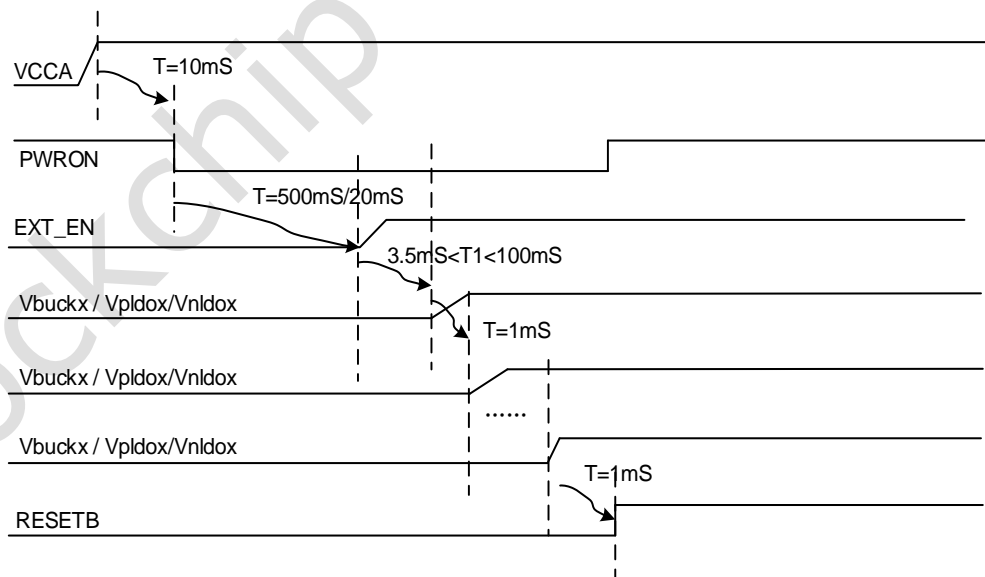 VCCA
T=10mS
PWRON
T=500mS/20mS
EXT_EN
3.5mS<T1<100mS
Vbuckx / Vpldox/Vnldox
T=1mS
Vbuckx / Vpldox/Vnldox
......
Vbuckx / Vpldox/Vnldox
T=1mS
RESETB
ockchip